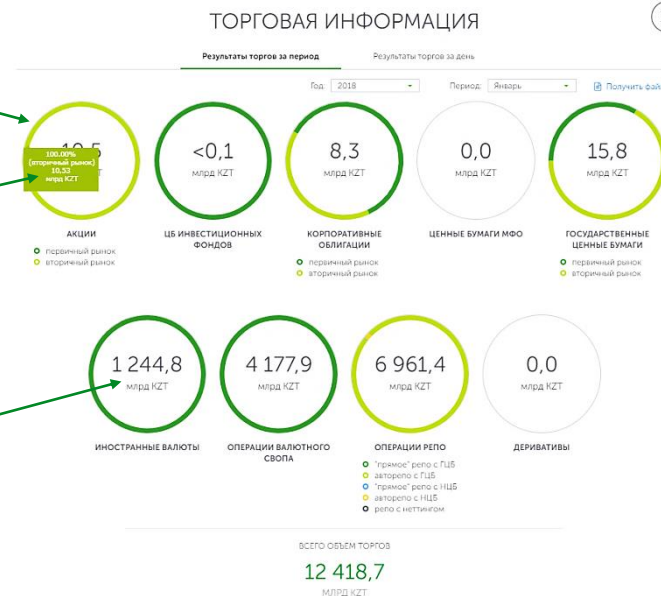 ТОРГОВАЯ ИНФОРМАЦИЯ
Результаты торгов за период Результаты торгов за день
Год: 2018 Период: Январь Получить файл
100.00%
(вторичный рынок)
10,53
млрд KZT
<0,1
млрд KZT
8,3
млрд KZT
0,0
млрд KZT
15,8
млрд KZT
АКЦИИ
первичный рынок
вторичный рынок
ЦБ ИНВЕСТИЦИОННЫХ
ФОНДОВ
КОРПОРАТИВНЫЕ
ОБЛИГАЦИИ
первичный рынок
вторичный рынок
ЦЕННЫЕ БУМАГИ МФО
ГОСУДАРСТВЕННЫЕ
ЦЕННЫЕ БУМАГИ
первичный рынок
вторичный рынок
1 244,8
млрд KZT
4 177,9
млрд KZT
6 961,4
млрд KZT
0,0
млрд KZT
ИНОСТРАННЫЕ ВАЛЮТЫ
ОПЕРАЦИИ ВАЛЮТНОГО
СВОПА
ОПЕРАЦИИ РЕПО
"прямое" репо с ГЦБ
авторепо с ГЦБ
"прямое" репо с НЦБ
авторепо с НЦБ
репо с неттингом
ДЕРИВАТИВЫ
ВСЕГО ОБЪЕМ ТОРГОВ
12 418,7
МЛРД KZT